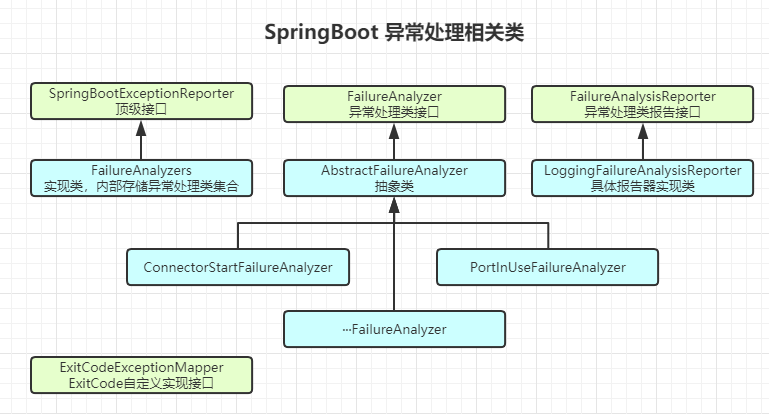 SpringBoot 异常处理相关类
SpringBootExceptionReporter
顶级接口
FailureAnalyzer
异常处理类接口
FailureAnalysisReporter
异常处理类报告接口
FailureAnalyzers
实现类，内部存储异常处理类集合
AbstractFailureAnalyzer
抽象类
LoggingFailureAnalysisReporter
具体报告器实现类
ConnectorStartFailureAnalyzer
PortInUseFailureAnalyzer
···FailureAnalyzer
ExitCodeExceptionMapper
ExitCode自定义实现接口